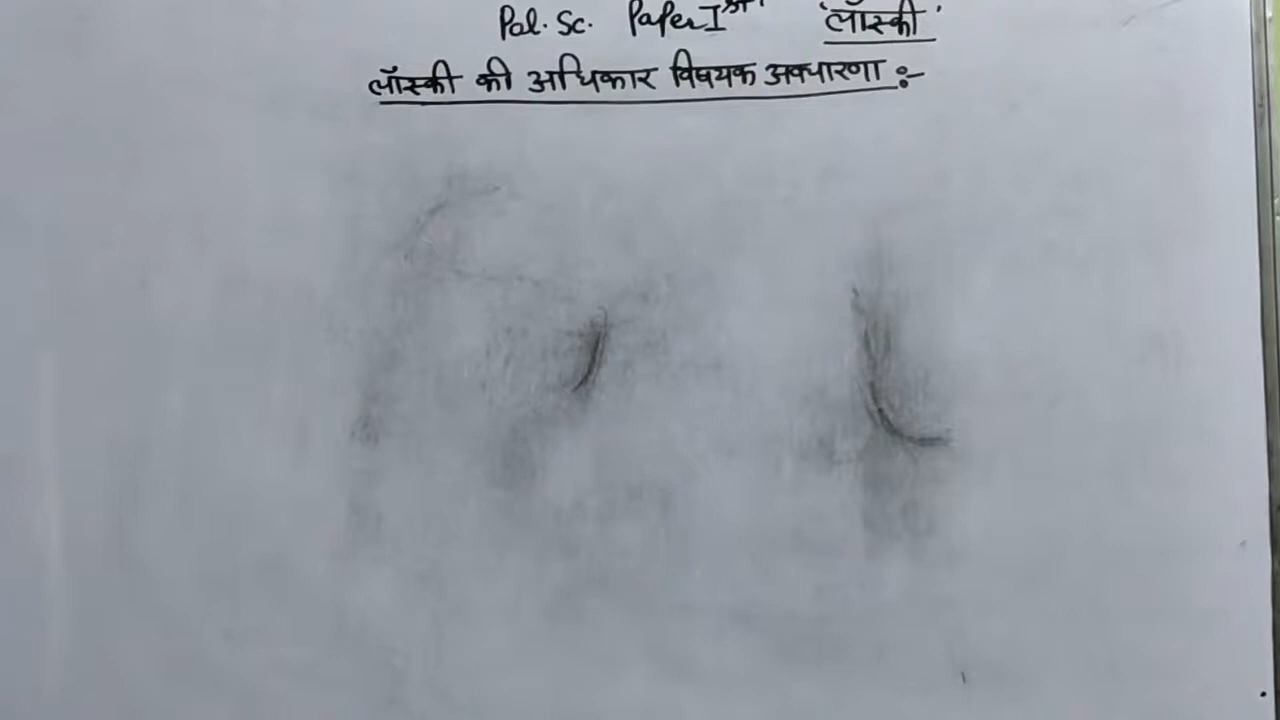 Pol. Sc. Paper I 'लॉस्की'
लॉस्की की अधिकार विषयक अवधारणा :-